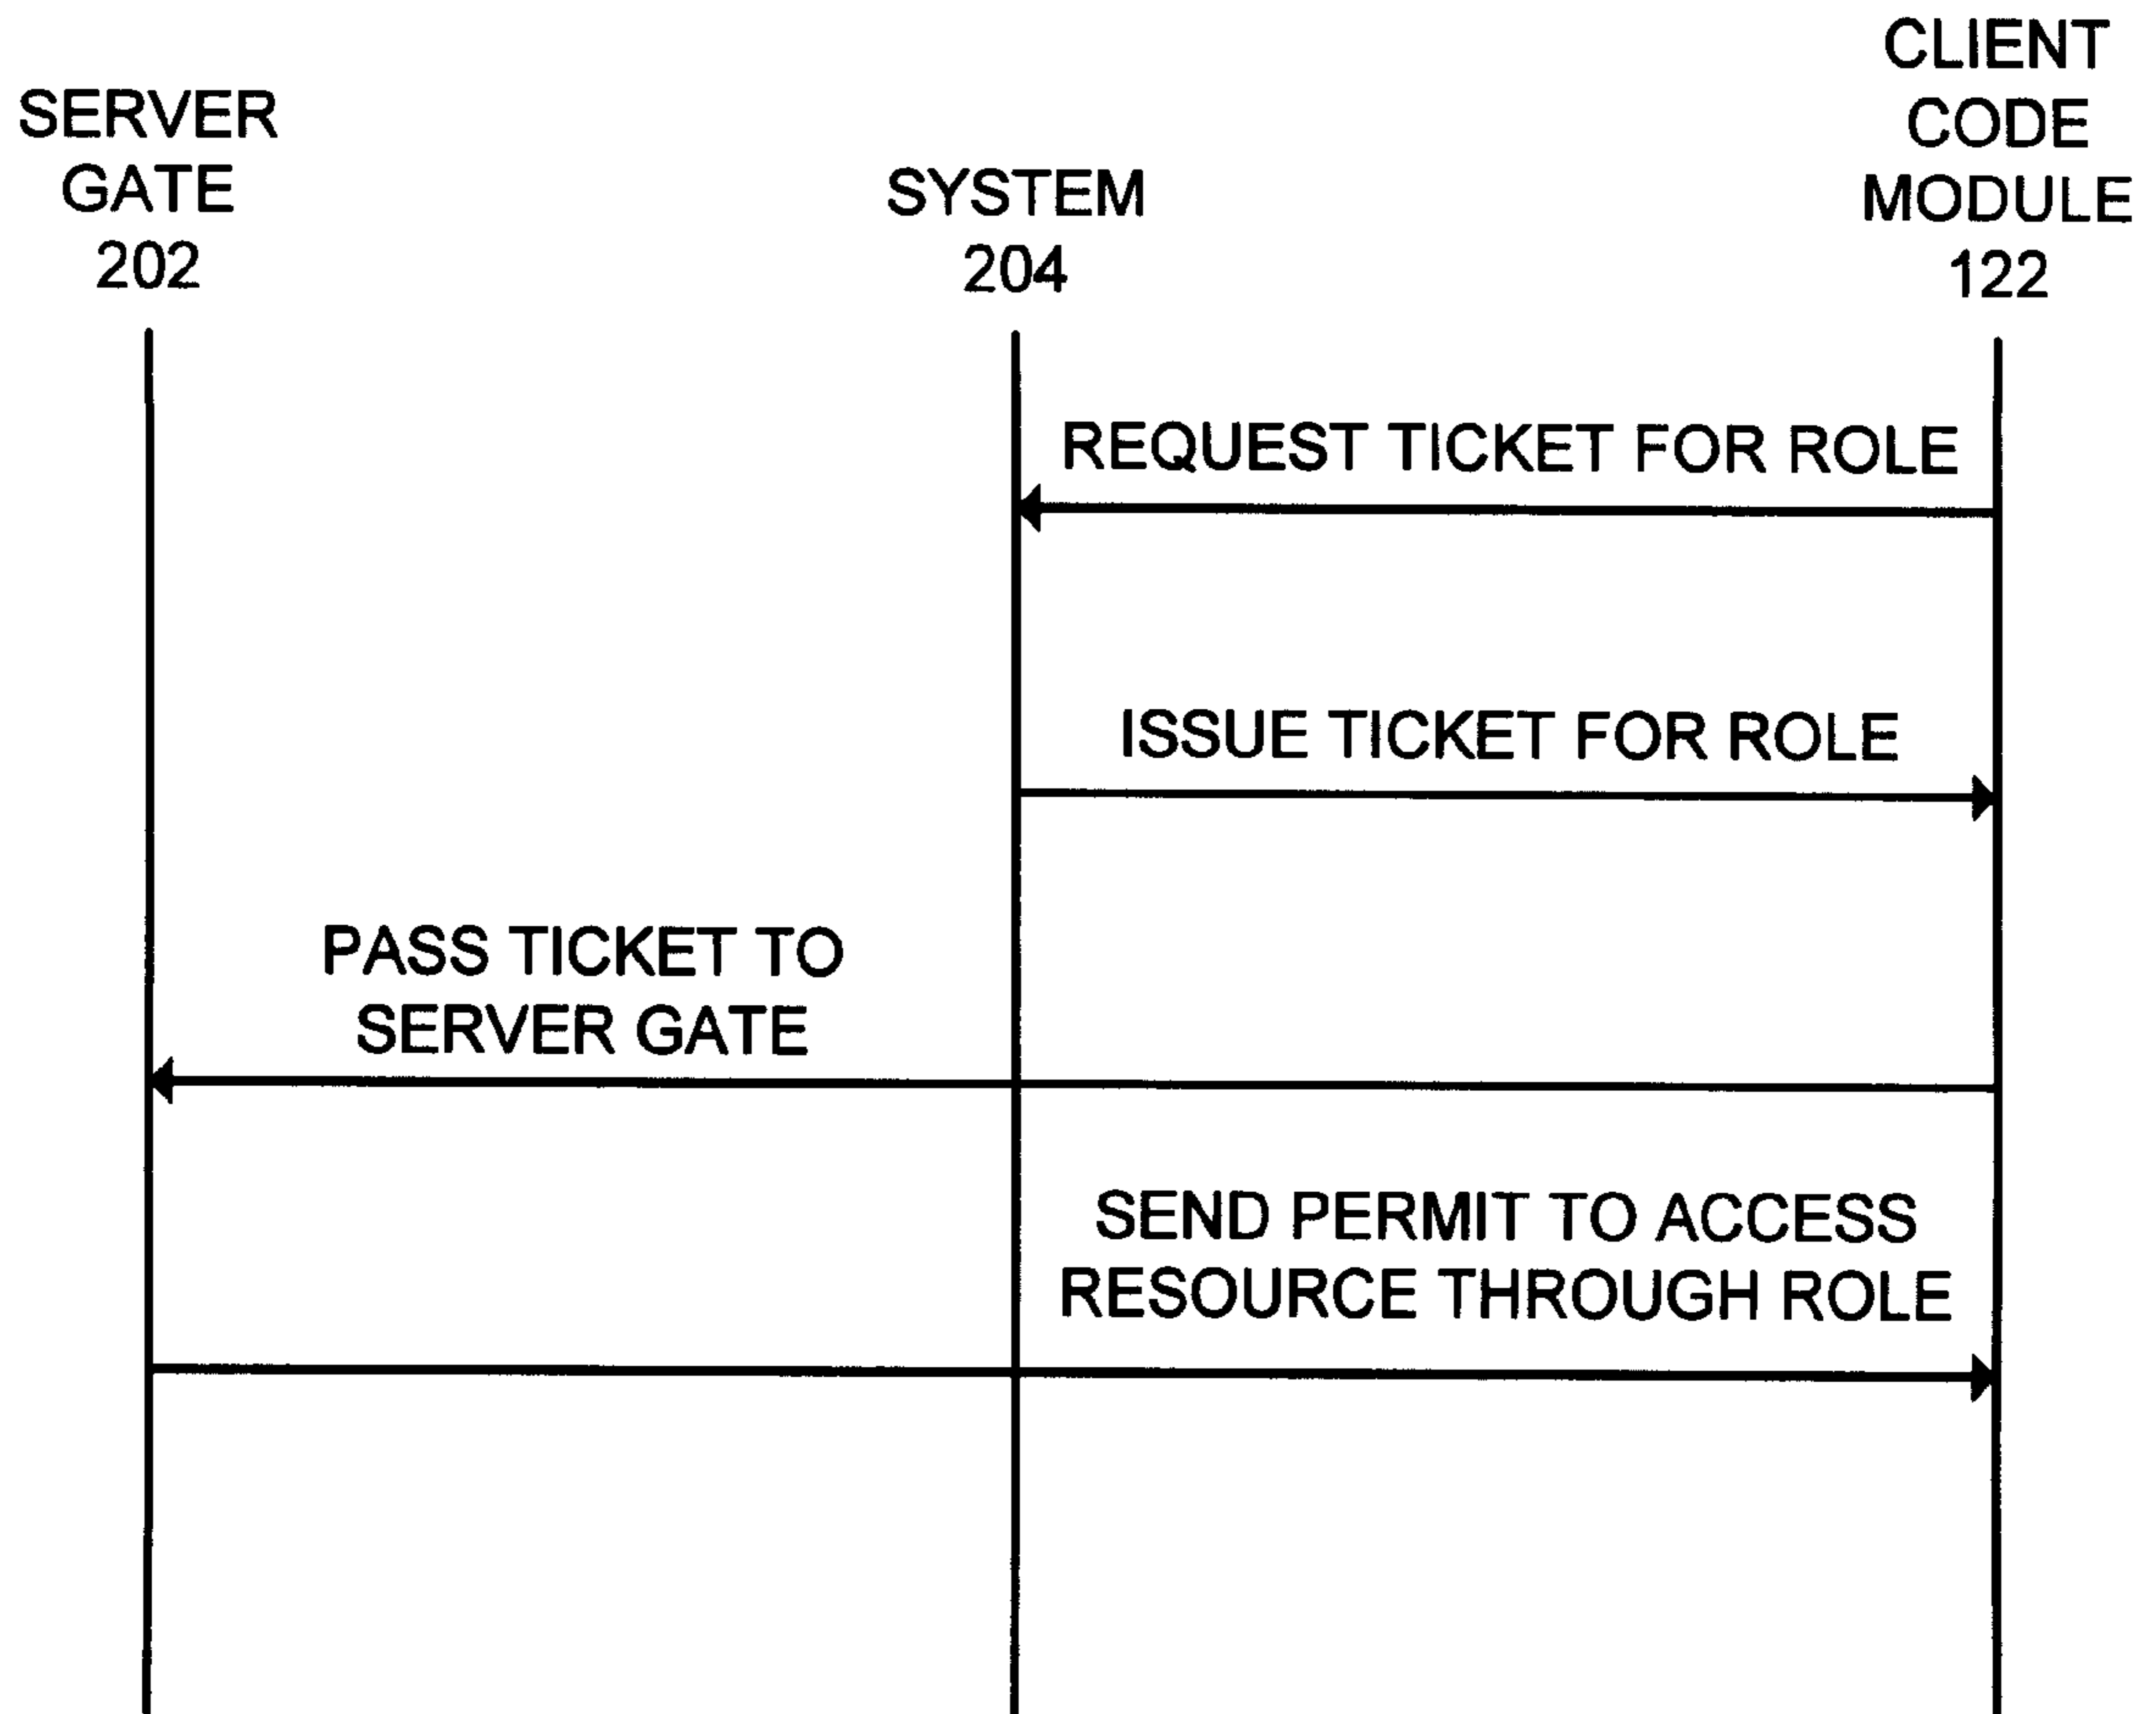 SERVER
GATE
202
SYSTEM
204
CLIENT
CODE
MODULE
122
REQUEST TICKET FOR ROLE
ISSUE TICKET FOR ROLE
PASS TICKET TO
SERVER GATE
SEND PERMIT TO ACCESS
RESOURCE THROUGH ROLE